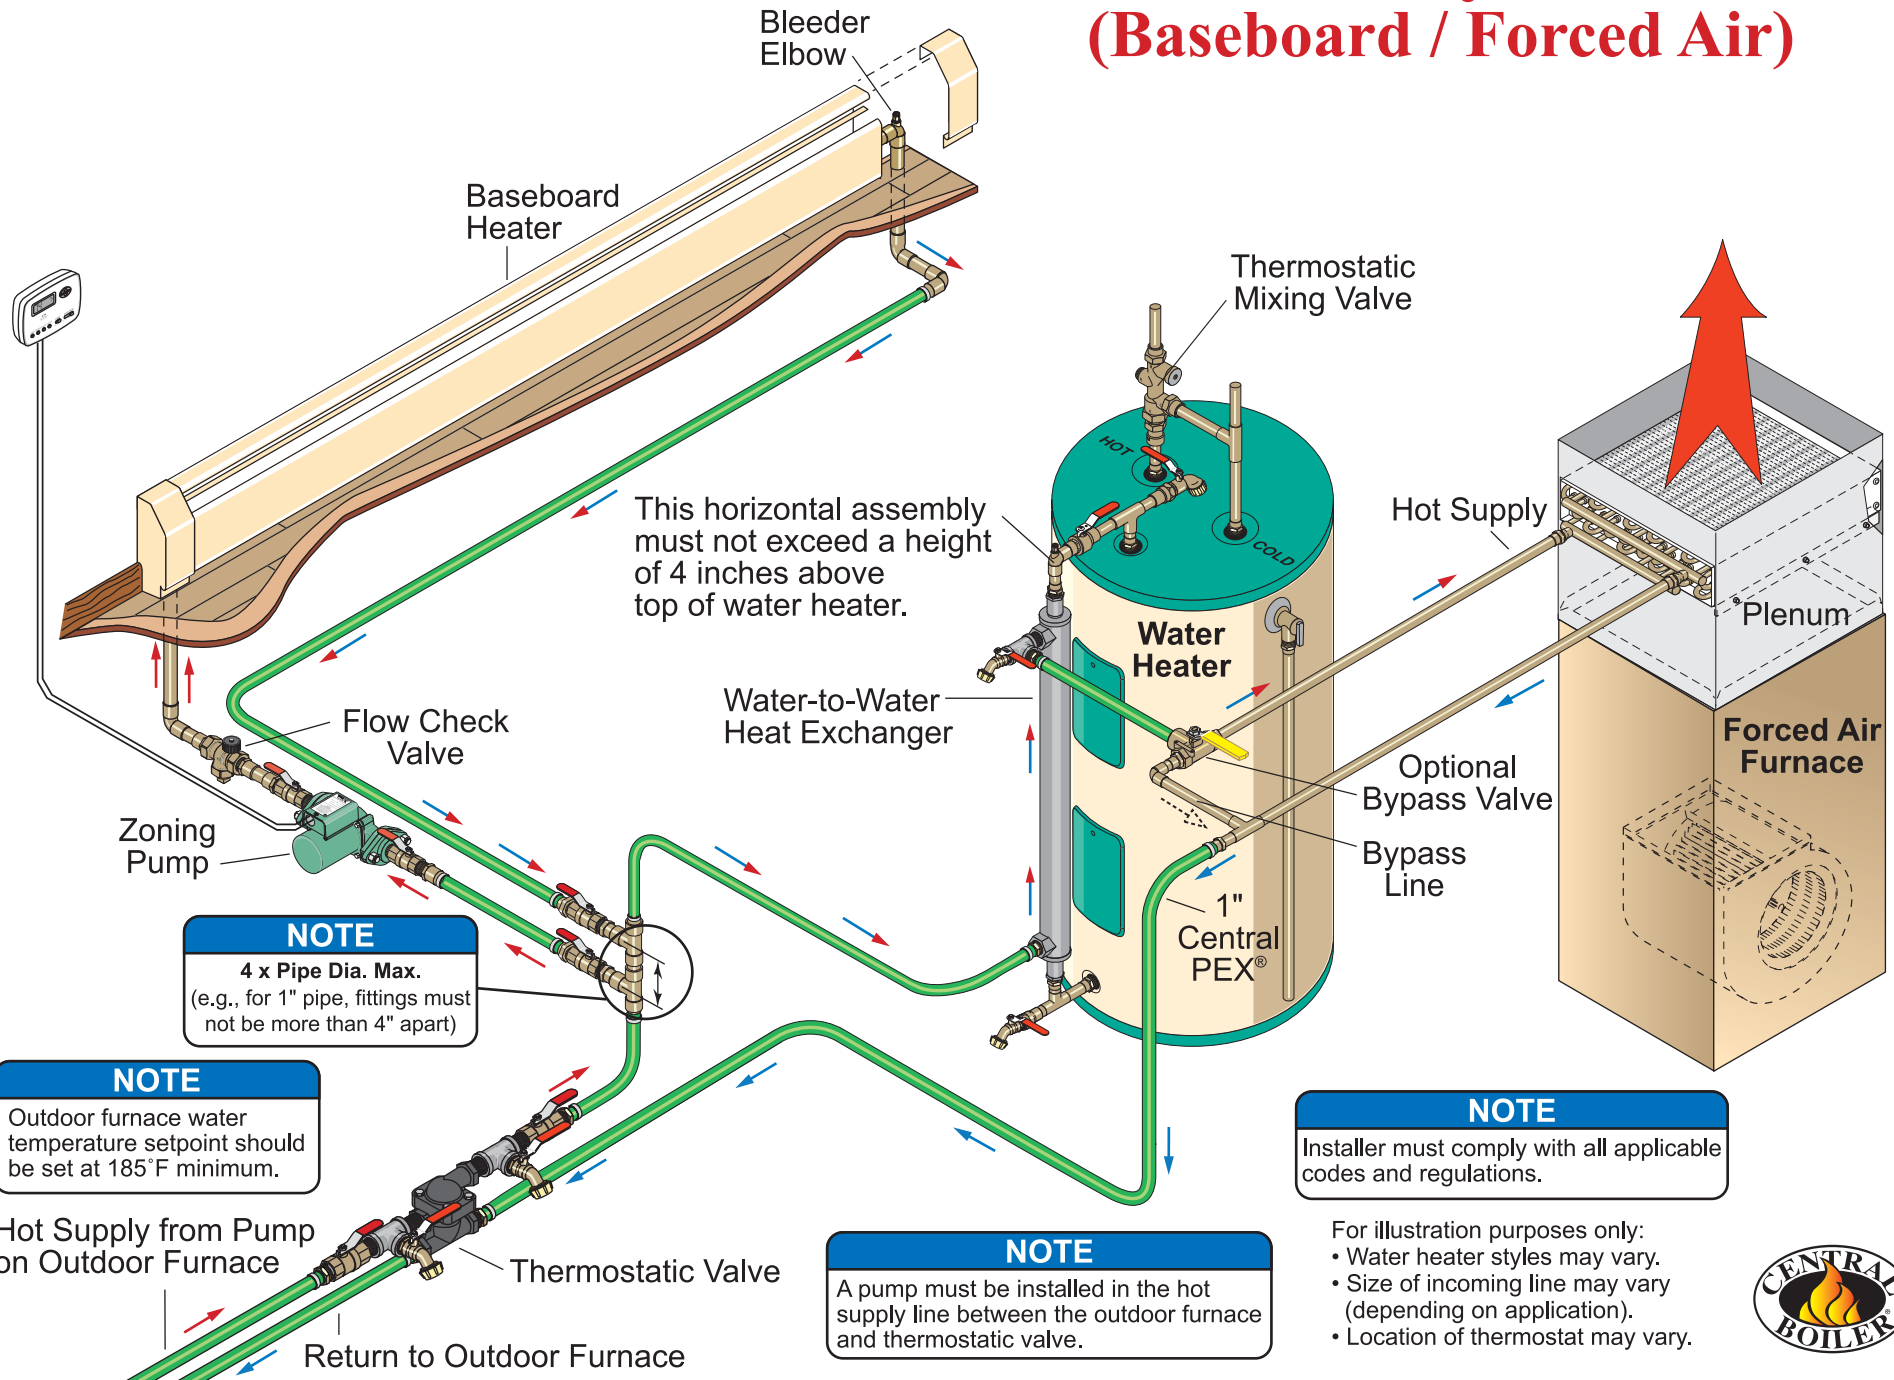 (Baseboard / Forced Air)
Bleeder
Elbow
Baseboard
Heater
Thermostatic
Mixing Valve
HOT
COLD
This horizontal assembly
must not exceed a height
of 4 inches above
top of water heater.
Hot Supply
Plenum
Water
Heater
Water-to-Water
Heat Exchanger
Flow Check
Valve
Forced Air
Furnace
Optional
Bypass Valve
Zoning
Pump
Bypass
Line
1"
Central
PEX®
NOTE
4 x Pipe Dia. Max.
(e.g., for 1" pipe, fittings must
not be more than 4" apart)
NOTE
Outdoor furnace water
temperature setpoint should
be set at 185°F minimum.
Hot Supply from Pump
on Outdoor Furnace
Thermostatic Valve
Return to Outdoor Furnace
NOTE
A pump must be installed in the hot
supply line between the outdoor furnace
and thermostatic valve.
NOTE
Installer must comply with all applicable
codes and regulations.
For illustration purposes only:
• Water heater styles may vary.
• Size of incoming line may vary
(depending on application).
• Location of thermostat may vary.
CENTRAL
BOILER®